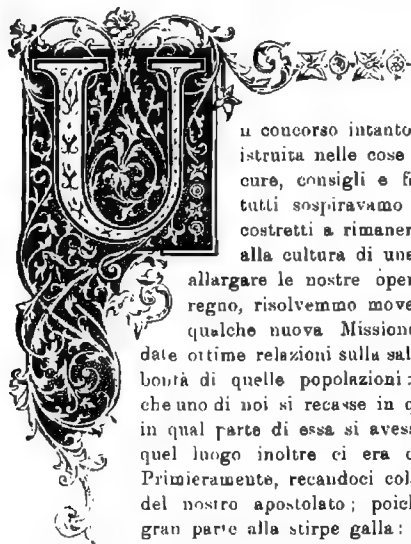 Un concorso intanto
istruita nelle cose
cure, consigli e
tutti sospiravamo
costretti a rimaner
alla cultura di une
allargare le nostre oper
regno, risolvemmo move
qualche nuova Mission
date ottime relazioni sulla sal
bontà di quelle popolazioni:
che uno di noi si recasse in
in qual parte di essa si aves
quel luogo inoltre ci era
Primieramente, recandoci col
del nostro apostolato; poich
gran parte alla stirpe galla: